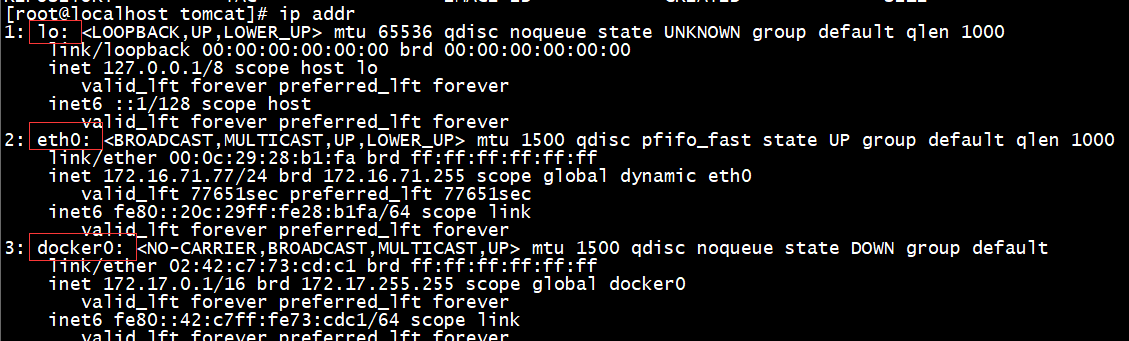 [root@localhost tomcat]# ip addr
1: lo: <LOOPBACK,UP,LOWER_UP> mtu 65536 qdisc noqueue state UNKNOWN group default qlen 1000
    link/loopback 00:00:00:00:00:00 brd 00:00:00:00:00:00
    inet 127.0.0.1/8 scope host lo
       valid_lft forever preferred_lft forever
    inet6 ::1/128 scope host
       valid_lft forever preferred_lft forever
2: eth0: <BROADCAST,MULTICAST,UP,LOWER_UP> mtu 1500 qdisc pfifo_fast state UP group default qlen 1000
    link/ether 00:0c:29:28:b1:fa brd ff:ff:ff:ff:ff:ff
    inet 172.16.71.77/24 brd 172.16.71.255 scope global dynamic eth0
       valid_lft 77651sec preferred_lft 77651sec
    inet6 fe80::20c:29ff:fe28:b1fa/64 scope link
       valid_lft forever preferred_lft forever
3: docker0: <NO-CARRIER,BROADCAST,MULTICAST,UP> mtu 1500 qdisc noqueue state DOWN group default
    link/ether 02:42:c7:73:cd:c1 brd ff:ff:ff:ff:ff:ff
    inet 172.17.0.1/16 brd 172.17.255.255 scope global docker0
       valid_lft forever preferred_lft forever
    inet6 fe80::42:c7ff:fe73:cdc1/64 scope link
       valid_lft forever preferred_lft forever